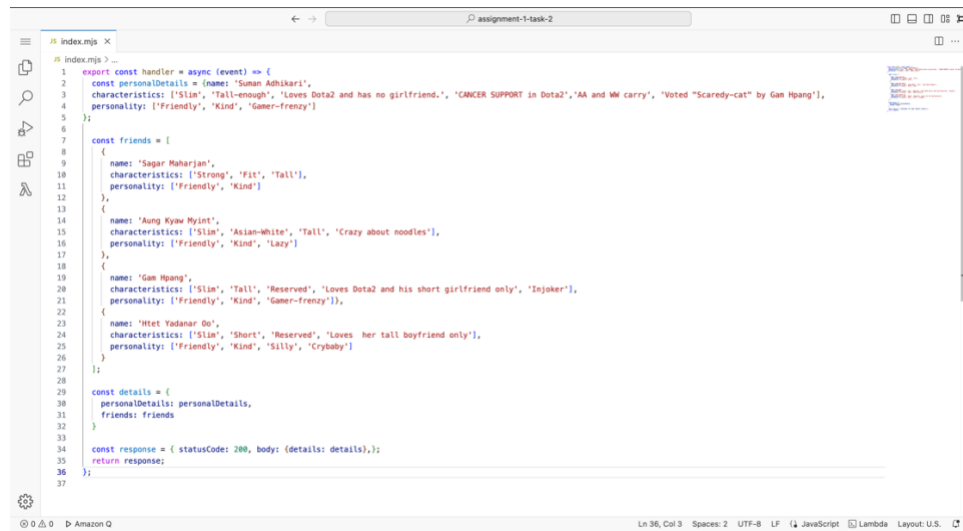 assignment-1-task-2
JS index.mjs ×
JS index.mjs > ...
1 export const handler = async (event) => {
2   const personalDetails = {name: 'Suman Adhikari',
3   characteristics: ['Slim', 'Tall-enough', 'Loves Dota2 and has no girlfriend.', 'CANCER SUPPORT in Dota2','AA and WW carry', 'Voted "Scaredy-cat" by Gam Hpang'],
4   personality: ['Friendly', 'Kind', 'Gamer-frenzy']
5 };
6
7   const friends = [
8     {
9       name: 'Sagar Maharjan',
10       characteristics: ['Strong', 'Fit', 'Tall'],
11       personality: ['Friendly', 'Kind']
12     },
13     {
14       name: 'Aung Kyaw Myint',
15       characteristics: ['Slim', 'Asian-White', 'Tall', 'Crazy about noodles'],
16       personality: ['Friendly', 'Kind', 'Lazy']
17     },
18     {
19       name: 'Gam Hpang',
20       characteristics: ['Slim', 'Tall', 'Reserved', 'Loves Dota2 and his short girlfriend only', 'Injoker'],
21       personality: ['Friendly', 'Kind', 'Gamer-frenzy']},
22     {
23       name: 'Htet Yadanar Oo',
24       characteristics: ['Slim', 'Short', 'Reserved', 'Loves  her tall boyfriend only'],
25       personality: ['Friendly', 'Kind', 'Silly', 'Crybaby']
26     }
27   ];
28
29   const details = {
30     personalDetails: personalDetails,
31     friends: friends
32   }
33
34   const response = { statusCode: 200, body: {details: details},};
35   return response;
36 };
37
0 0 Amazon Q Ln 36, Col 3 Spaces: 2 UTF-8 LF JavaScript Lambda Layout: U.S.